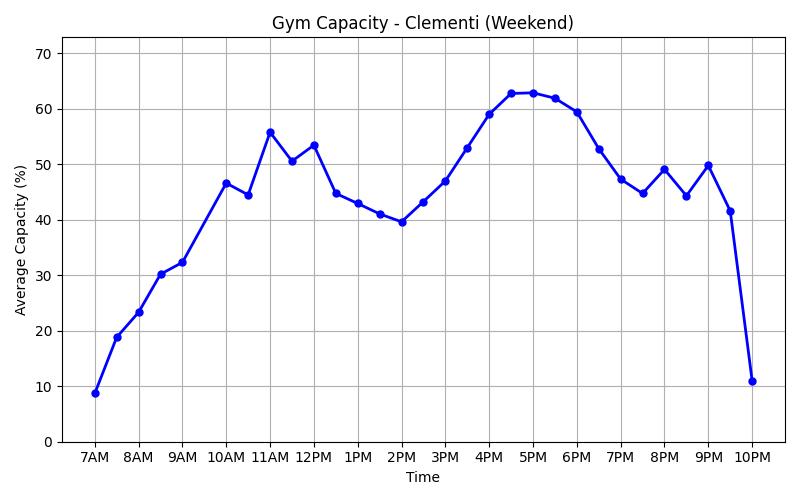 Gym Capacity - Clementi (Weekend)
Average Capacity (%)
70
60
50
40
30
20
10
0
7AM 8AM 9AM 10AM 11AM 12PM 1PM 2PM 3PM 4PM 5PM 6PM 7PM 8PM 9PM 10PM
Time